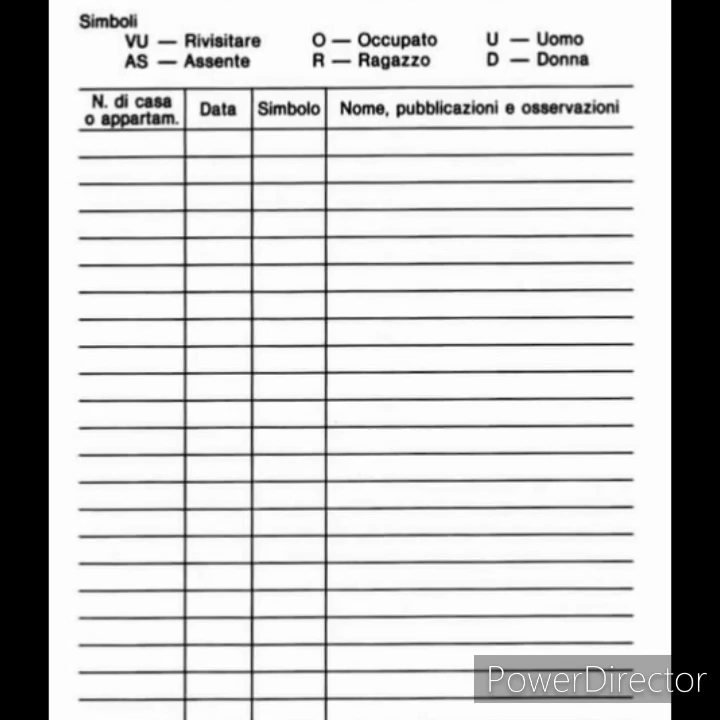 Simboli
VU — Rivisitare O — Occupato U — Uomo
AS — Assente R — Ragazzo D — Donna
N. di casa o appartam. Data Simbolo Nome, pubblicazioni e osservazioni
PowerDirector